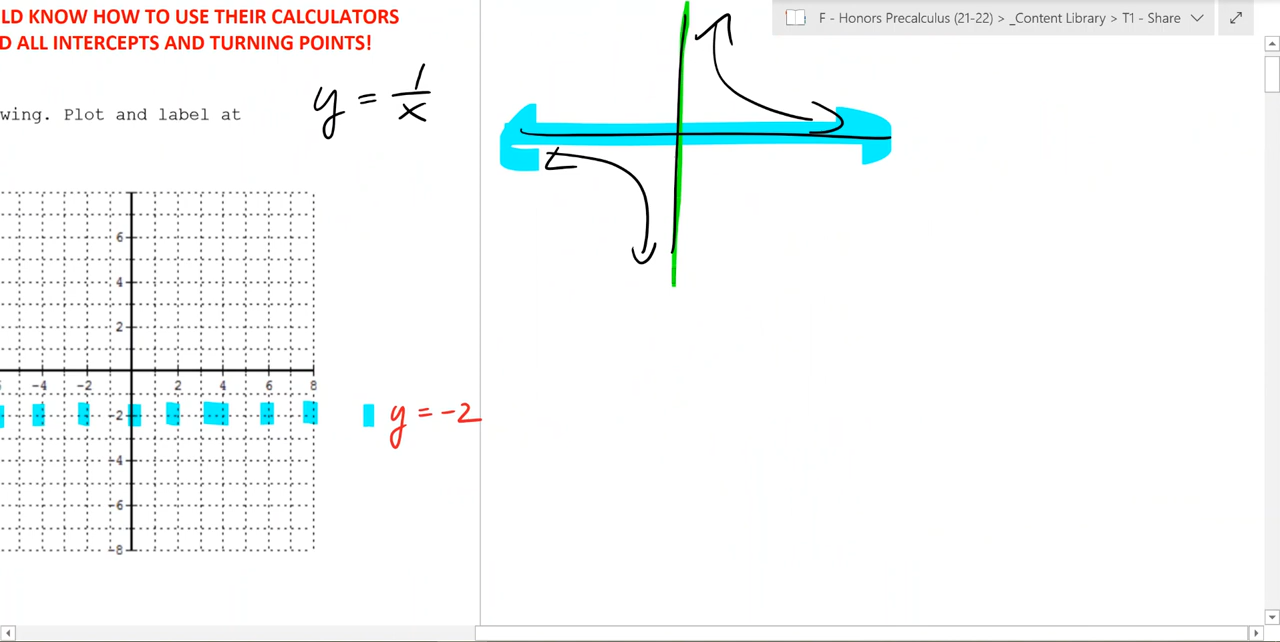 LD KNOW HOW TO USE THEIR CALCULATORS
D ALL INTERCEPTS AND TURNING POINTS!
F - Honors Precalculus (21-22) > _Content Library > T1 - Share
wing. Plot and label at
y = 1/x
6
4
2
-4 -2 2 4 6 8
-2
y = -2
-4
-6
-8